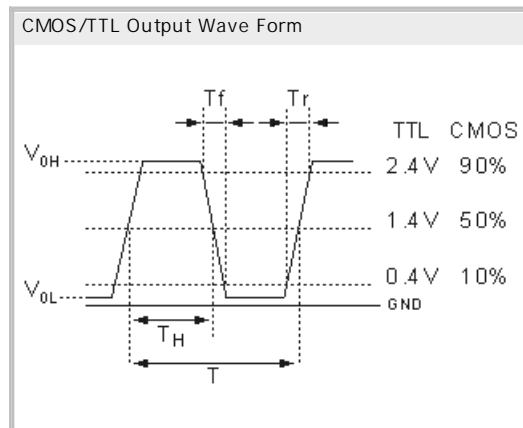 CMOS/TTL Output Wave Form
Tf Tr
TTL CMOS
VOH 2.4V 90%
1.4V 50%
0.4V 10%
VOL GND
TH
T